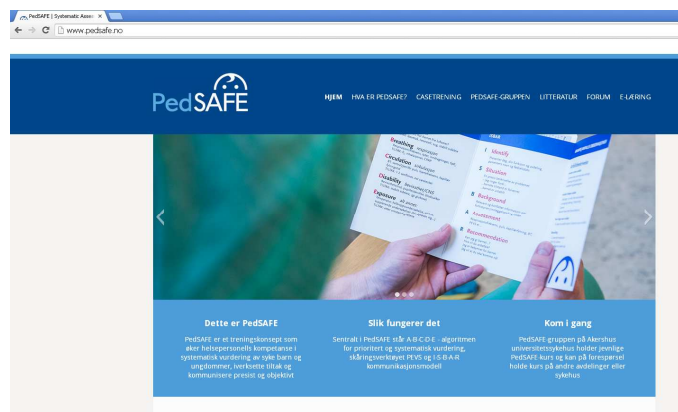 PedSAFE | Systematic Asses
www.pedsafe.no
PedSAFE
HJEM HVA ER PEDSAFE? CASETRENING PEDSAFE-GRUPPEN LITTERATUR FORUM E-LÆRING
Breathing
Circulation
Disability
Exposure
ISBAR
I Identify
S Situation
B Background
A Assessment
R Recommendation
Dette er PedSAFE
PedSAFE er et treningskonsept som
øker helsepersonells kompetanse i
systematisk vurdering av syke barn og
ungdommer, iverksette tiltak og
kommunisere presist og objektivt
Slik fungerer det
Sentralt i PedSAFE står A-B-C-D-E - algoritmen
for prioritert og systematisk vurdering,
skåringsverktøyet PEVS og I-S-B-A-R
kommunikasjonsmodell
Kom i gang
PedSAFE gruppen på Akershus
universitetssykehus holder jevnlige
PedSAFE kurs og kan på forespørsel
holde kurs på andre avdelinger eller
sykehus